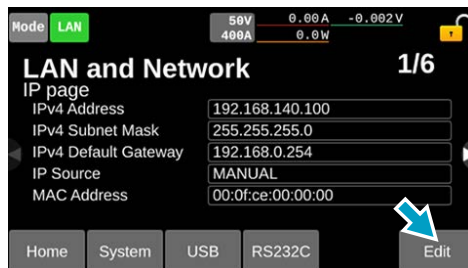 Mode LAN 50V 0.00A -0.002V
400A 0.0W
LAN and Network 1/6
IP page
IPv4 Address 192.168.140.100
IPv4 Subnet Mask 255.255.255.0
IPv4 Default Gateway 192.168.0.254
IP Source MANUAL
MAC Address 00:0f:ce:00:00:00
Home System USB RS232C Edit